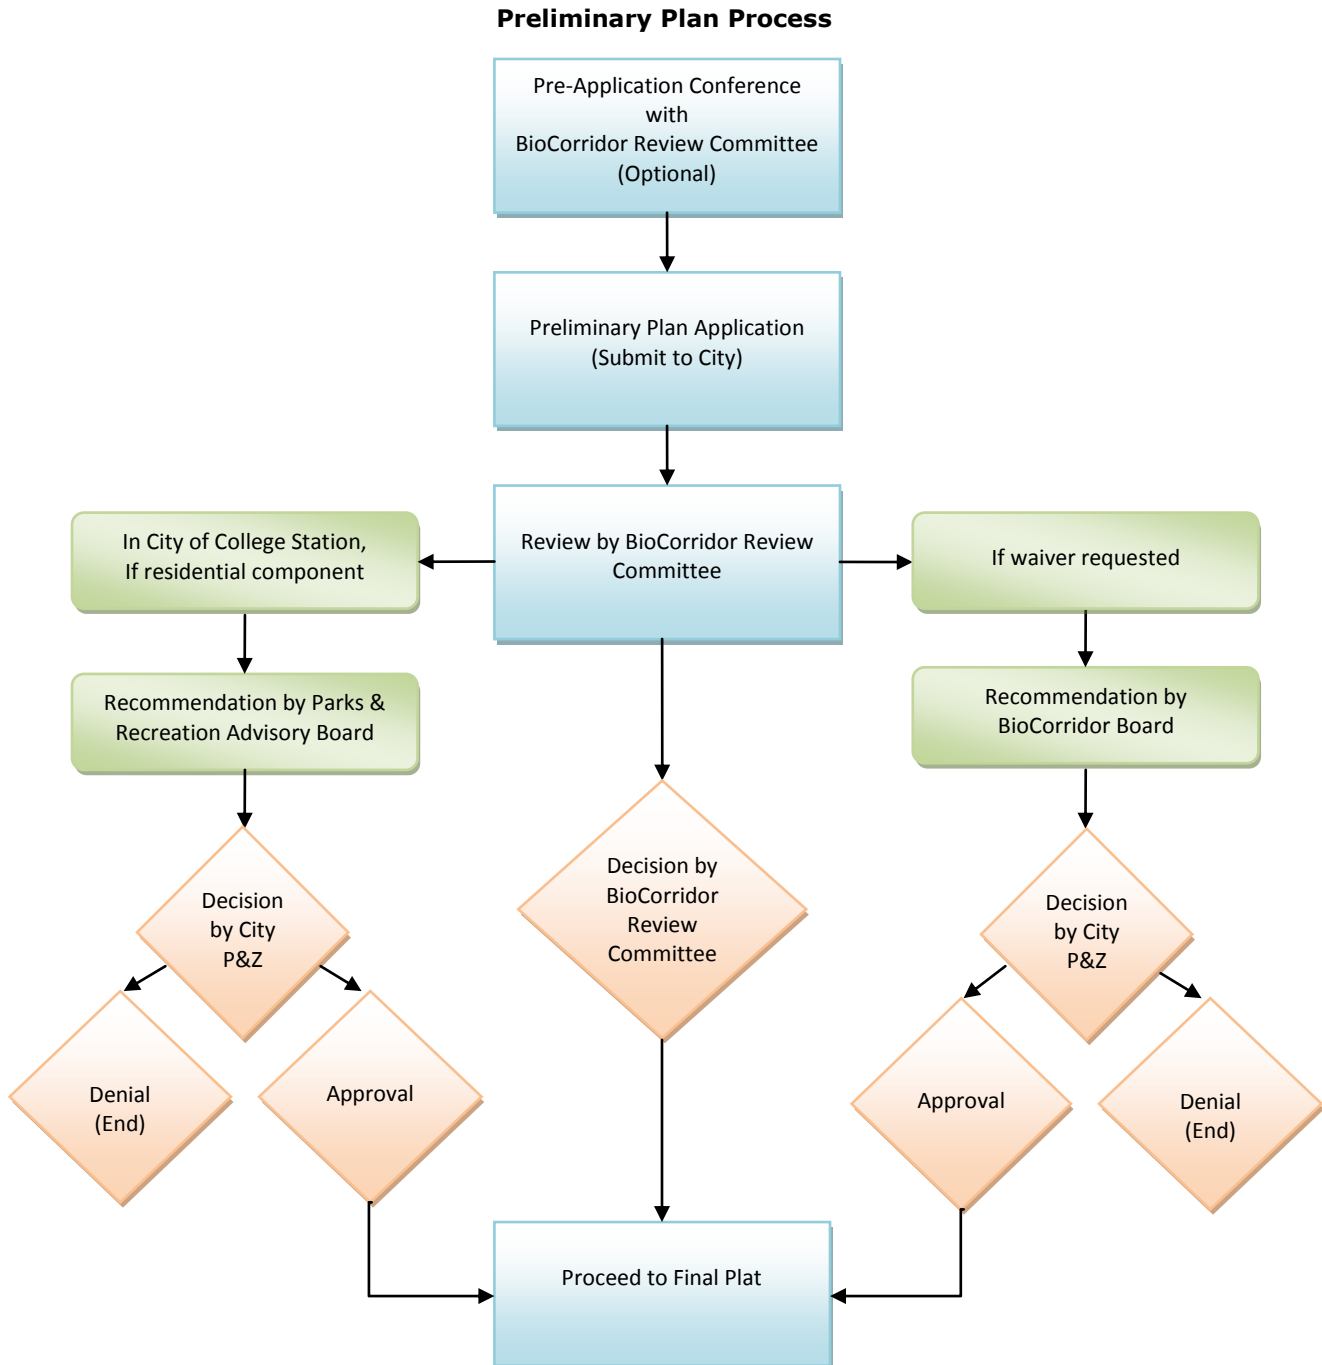 Preliminary Plan Process
Pre-Application Conference
with
BioCorridor Review Committee
(Optional)
Preliminary Plan Application
(Submit to City)
In City of College Station,
If residential component
Review by BioCorridor Review
Committee
If waiver requested
Recommendation by Parks &
Recreation Advisory Board
Recommendation by
BioCorridor Board
Decision
by City
P&Z
Decision by
BioCorridor
Review
Committee
Decision
by City
P&Z
Denial
(End)
Approval
Approval
Denial
(End)
Proceed to Final Plat